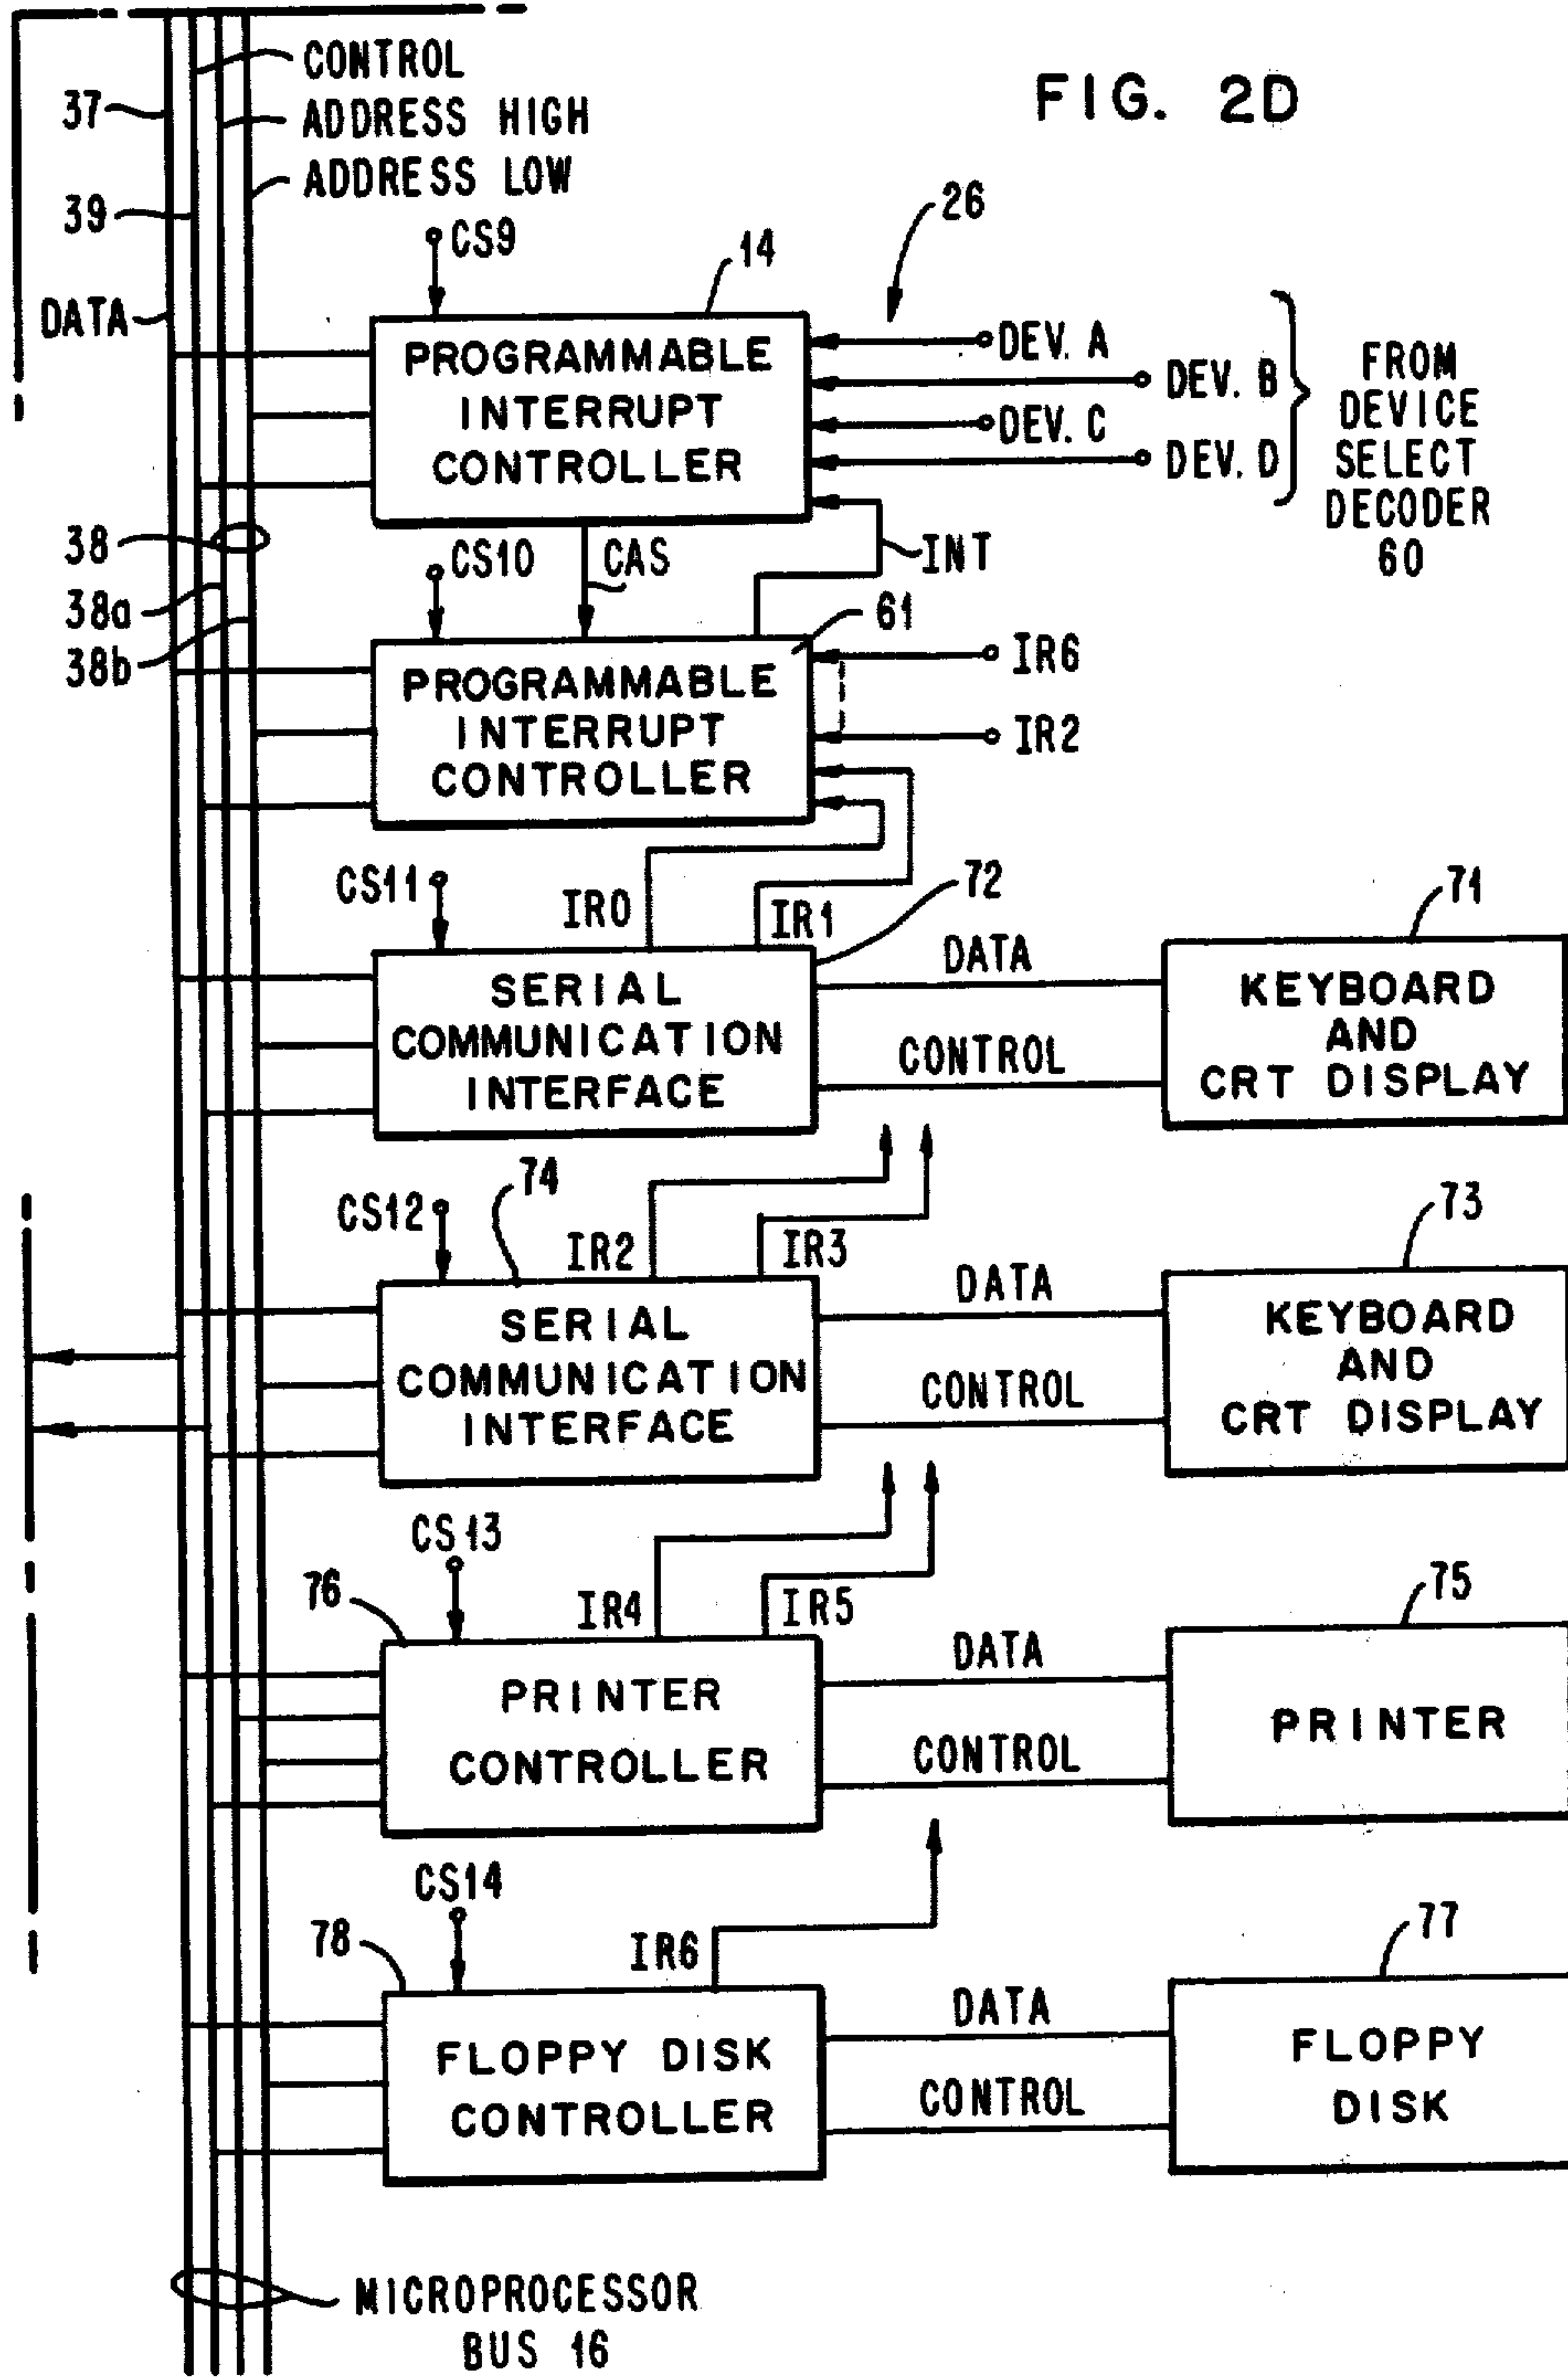 FIG. 2D
CONTROL
37
ADDRESS HIGH
ADDRESS LOW
39
26
CS9
14
DATA
PROGRAMMABLE
INTERRUPT
CONTROLLER
DEV. A
DEV. B
DEV. C
DEV. D
FROM
DEVICE
SELECT
DECODER
60
38
CS10
CAS
INT
38a
61
38b
PROGRAMMABLE
INTERRUPT
CONTROLLER
IR6
IR2
CS11
IR0
IR1
72
71
SERIAL
COMMUNICATION
INTERFACE
DATA
CONTROL
KEYBOARD
AND
CRT DISPLAY
74
CS12
IR2
IR3
73
SERIAL
COMMUNICATION
INTERFACE
DATA
CONTROL
KEYBOARD
AND
CRT DISPLAY
CS13
76
IR4
IR5
75
PRINTER
CONTROLLER
DATA
CONTROL
PRINTER
CS14
78
IR6
77
FLOPPY DISK
CONTROLLER
DATA
CONTROL
FLOPPY
DISK
MICROPROCESSOR
BUS 16